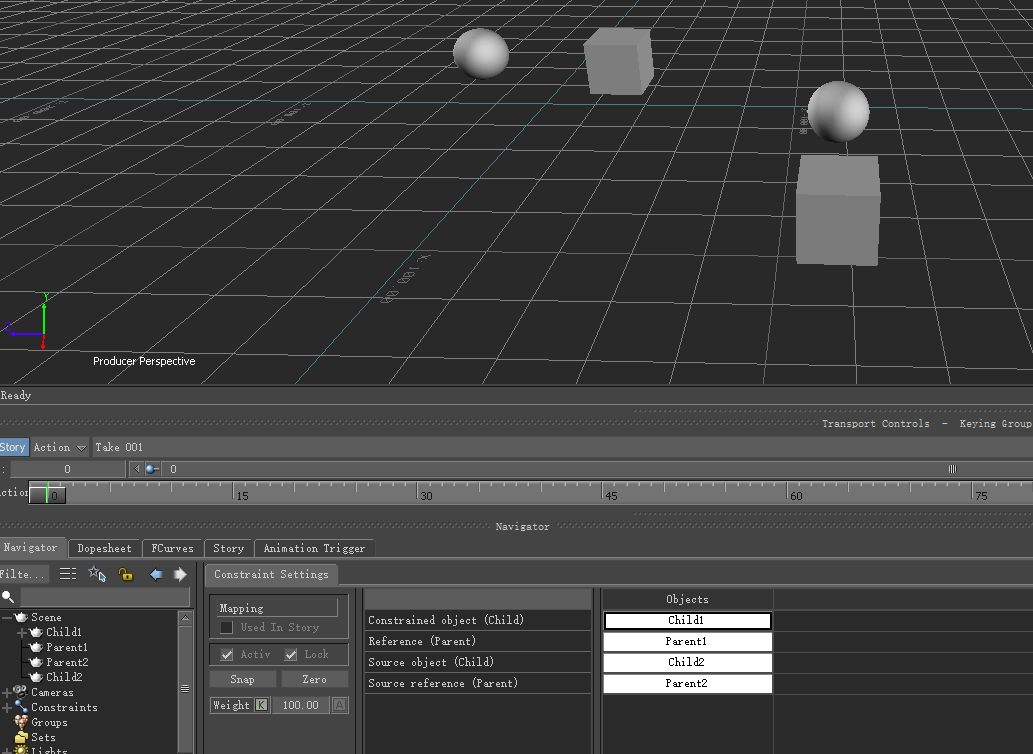 X: 100.00
Y
Z
Producer Perspective
Ready
Transport Controls  -  Keying Group
Story Action Take 001
: 0 0
ction 0 15 30 45 60 75
Navigator
Navigator Dopesheet FCurves Story Animation Trigger
Filte... Constraint Settings
Mapping
Used In Story
Activ Lock
Snap Zero
Weight K 100.00 A
Scene
Child1
Parent1
Parent2
Child2
Cameras
Constraints
Groups
Sets
Lights
Objects
Constrained object (Child) Child1
Reference (Parent) Parent1
Source object (Child) Child2
Source reference (Parent) Parent2